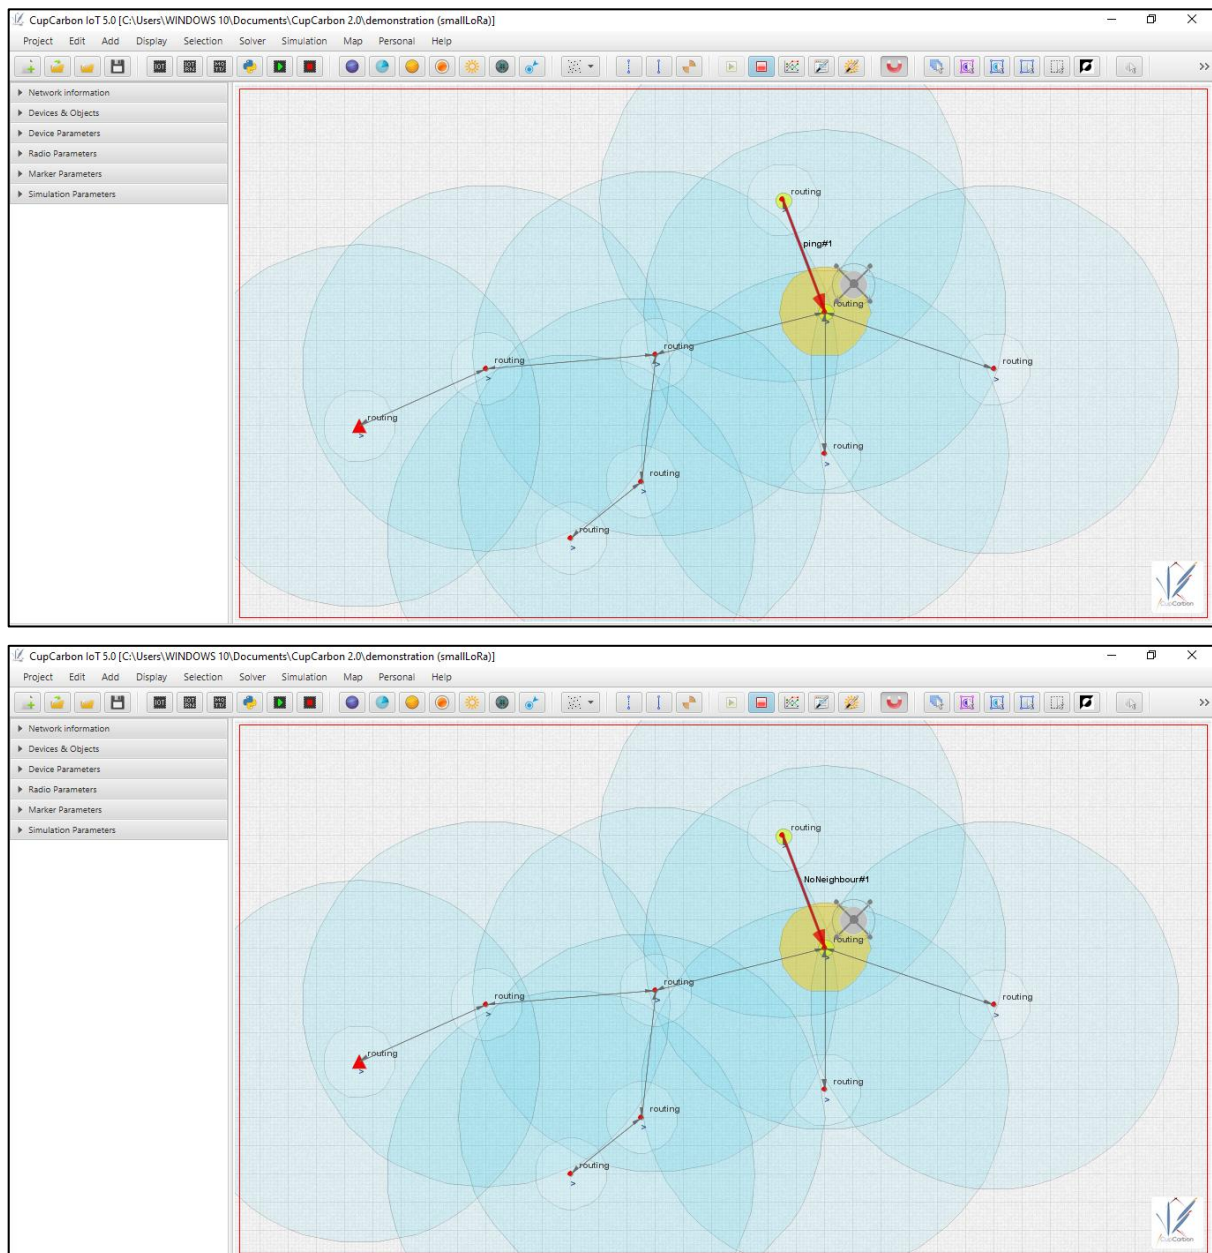 CupCarbon IoT 5.0 [C:\Users\WINDOWS 10\Documents\CupCarbon 2.0\demonstration (smallLoRa)]
Project Edit Add Display Selection Solver Simulation Map Personal Help
Network information
Devices & Objects
Device Parameters
Radio Parameters
Marker Parameters
Simulation Parameters
routing
ping#1
routing
routing
routing
routing
routing
routing
routing
routing
CupCarbon
CupCarbon IoT 5.0 [C:\Users\WINDOWS 10\Documents\CupCarbon 2.0\demonstration (smallLoRa)]
Project Edit Add Display Selection Solver Simulation Map Personal Help
Network information
Devices & Objects
Device Parameters
Radio Parameters
Marker Parameters
Simulation Parameters
routing
NoNeighbour#1
routing
routing
routing
routing
routing
routing
routing
routing
CupCarbon